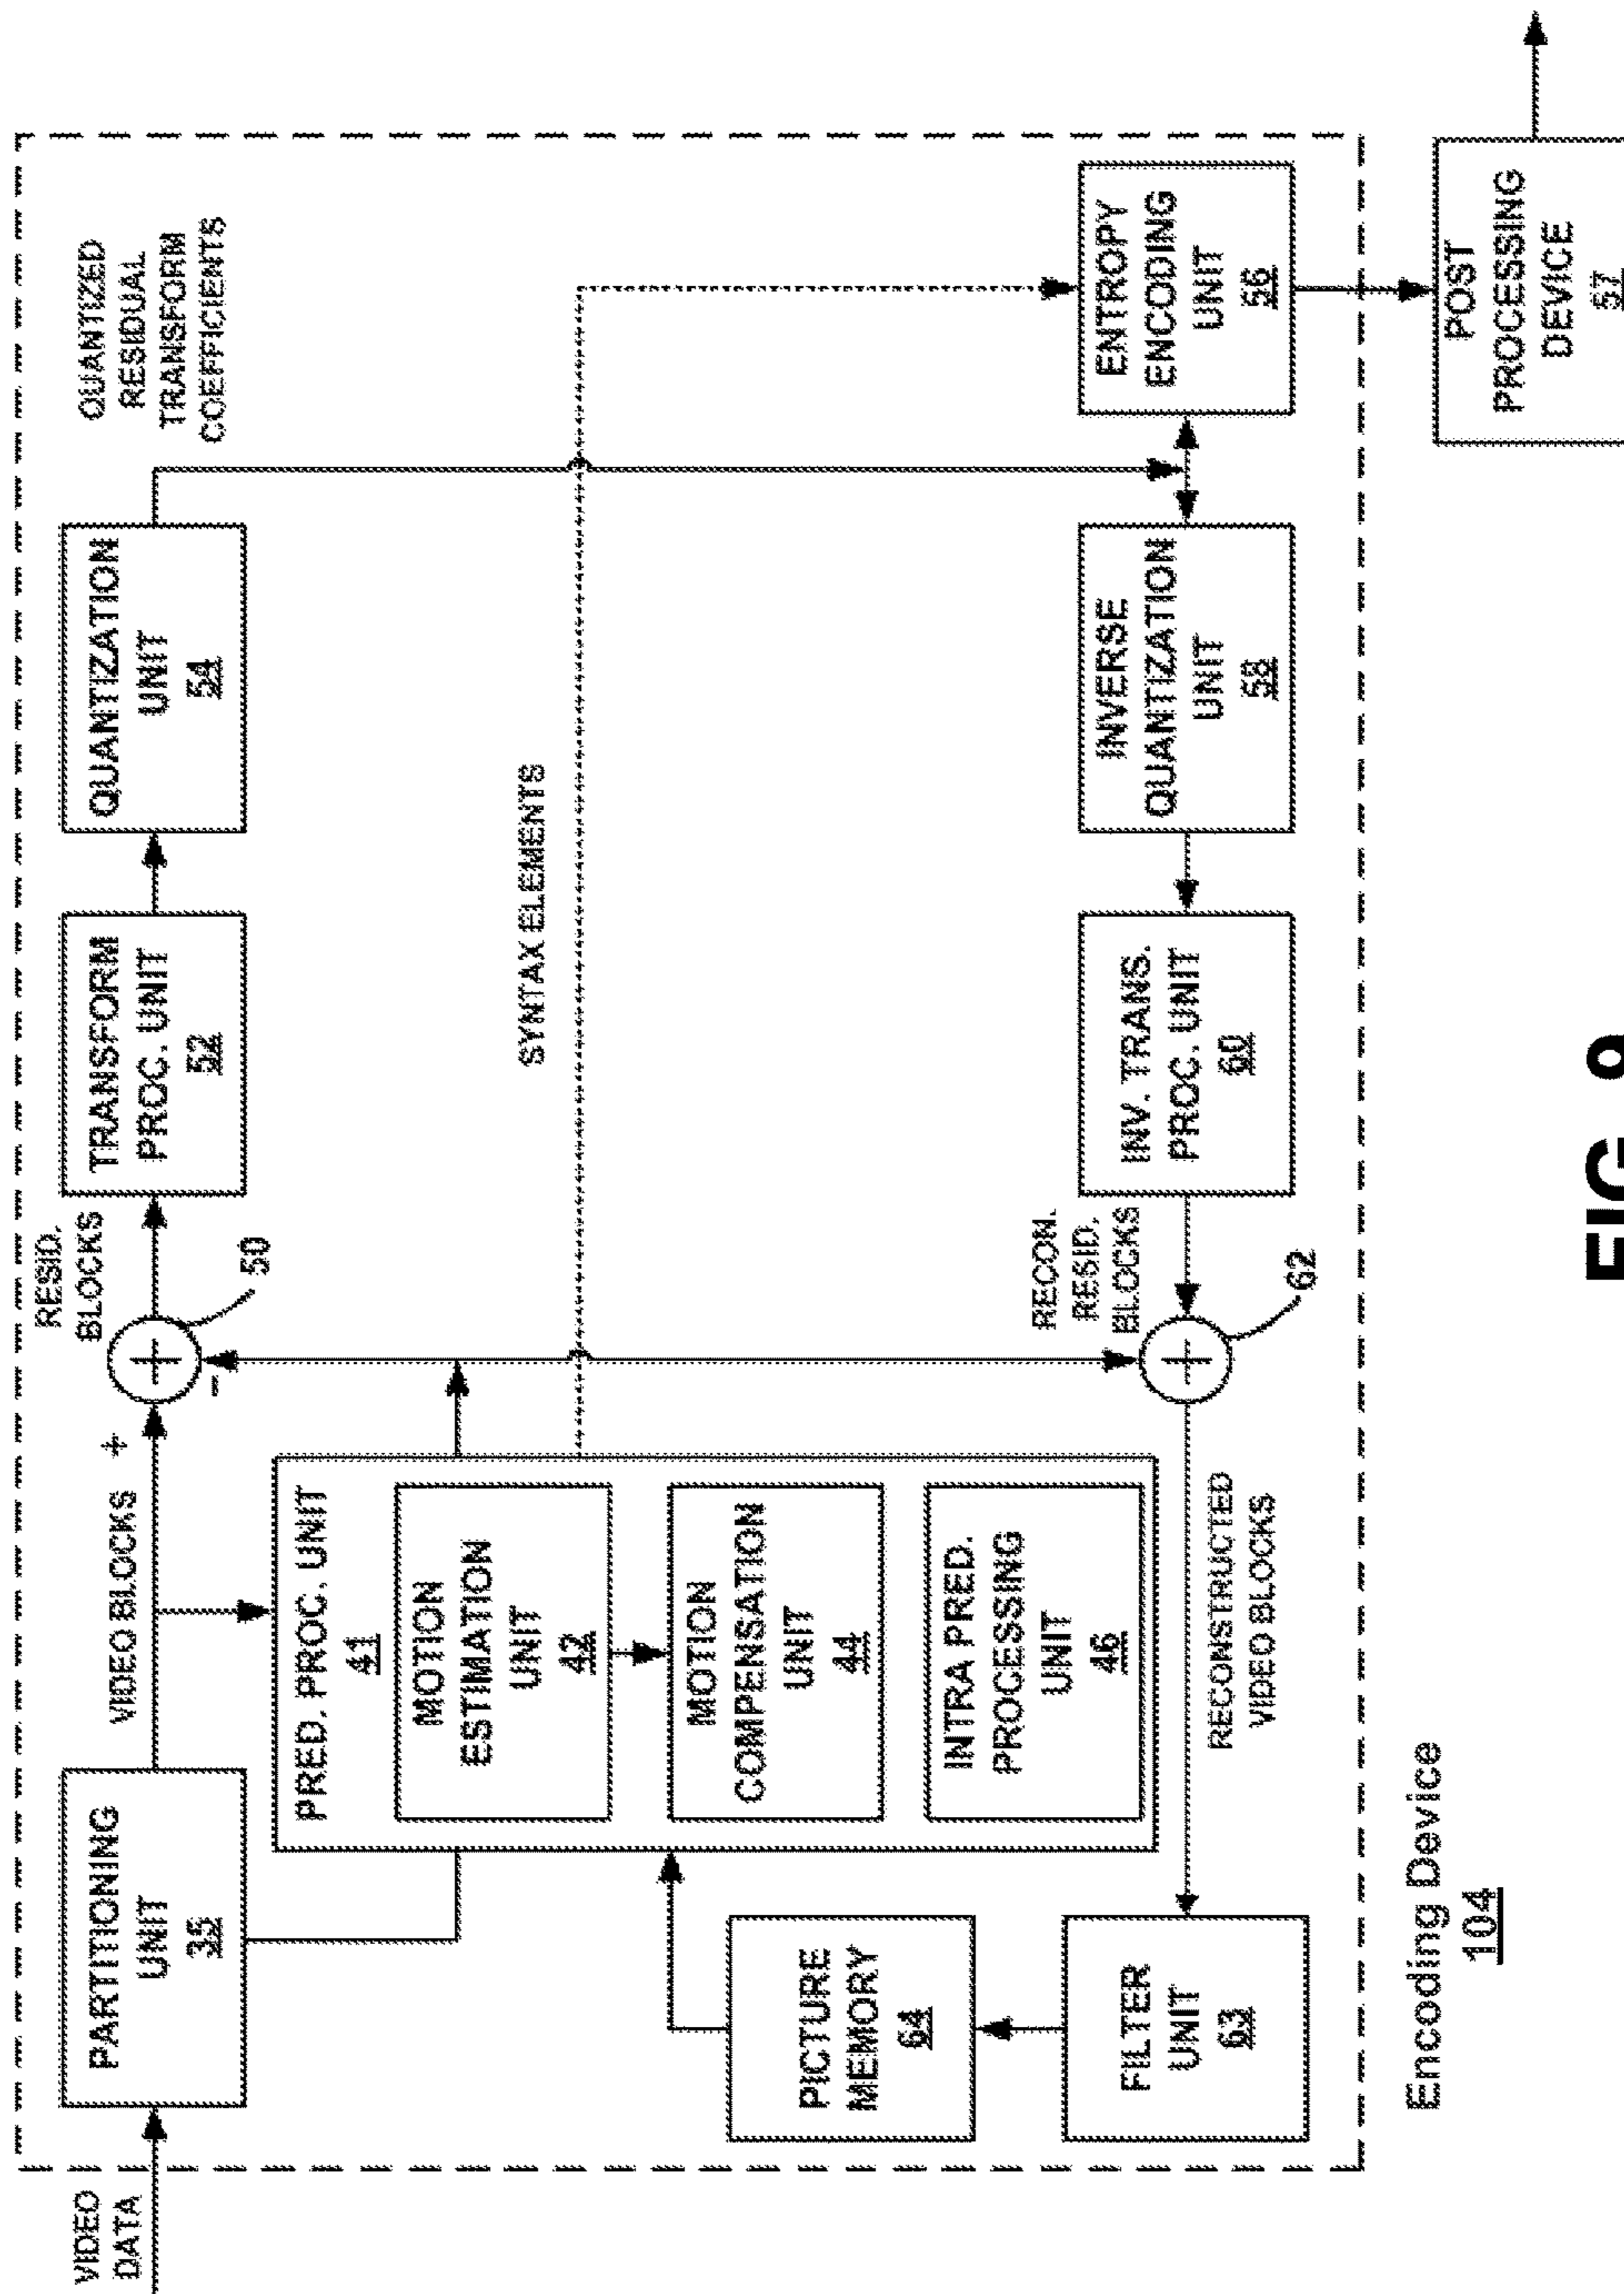 VIDEO
DATA
PARTITIONING
UNIT
35
VIDEO BLOCKS
+
-
50
RESID.
BLOCKS
TRANSFORM
PROC. UNIT
52
QUANTIZATION
UNIT
54
QUANTIZED
RESIDUAL
TRANSFORM
COEFFICIENTS
PRED. PROC. UNIT
41
MOTION
ESTIMATION
UNIT
42
MOTION
COMPENSATION
UNIT
44
INTRA PRED.
PROCESSING
UNIT
46
SYNTAX ELEMENTS
PICTURE
MEMORY
64
FILTER
UNIT
63
RECONSTRUCTED
VIDEO BLOCKS
62
RECON.
RESID.
BLOCKS
INV. TRANS.
PROC. UNIT
60
INVERSE
QUANTIZATION
UNIT
58
ENTROPY
ENCODING
UNIT
56
POST
PROCESSING
DEVICE
57
Encoding Device
104
FIG. 9